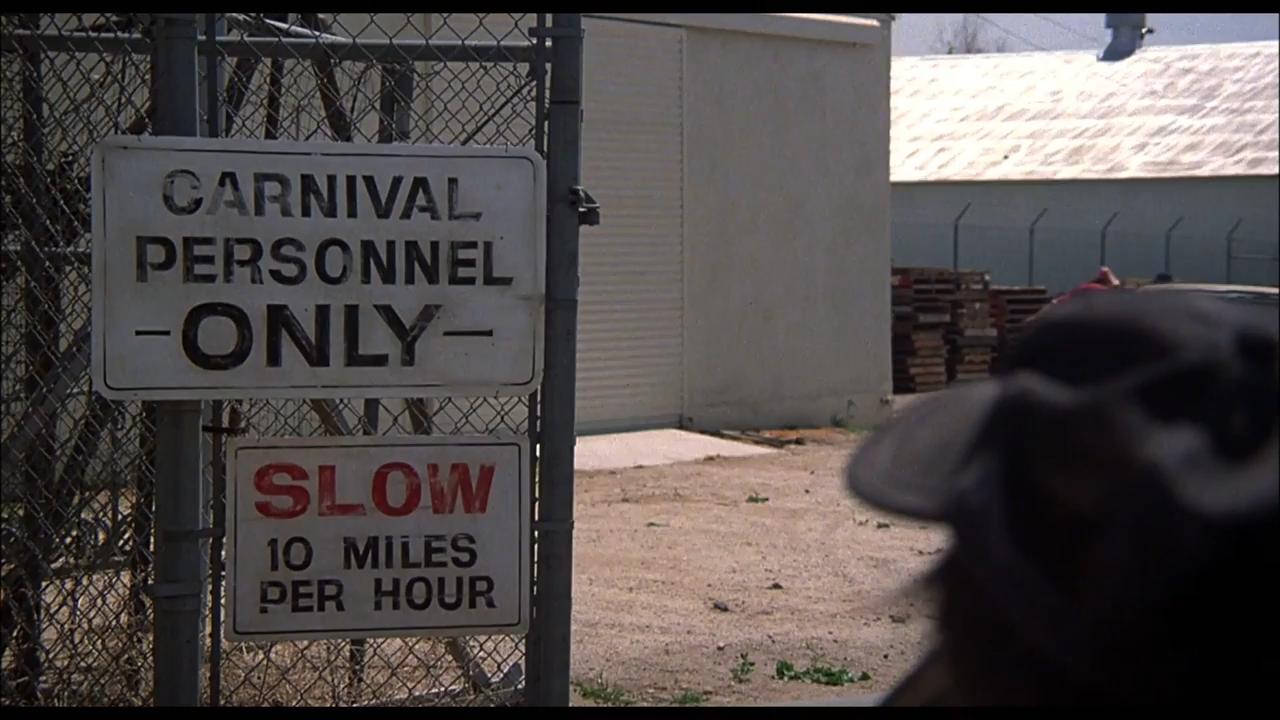 CARNIVAL
PERSONNEL
-ONLY-
SLOW
10 MILES
PER HOUR